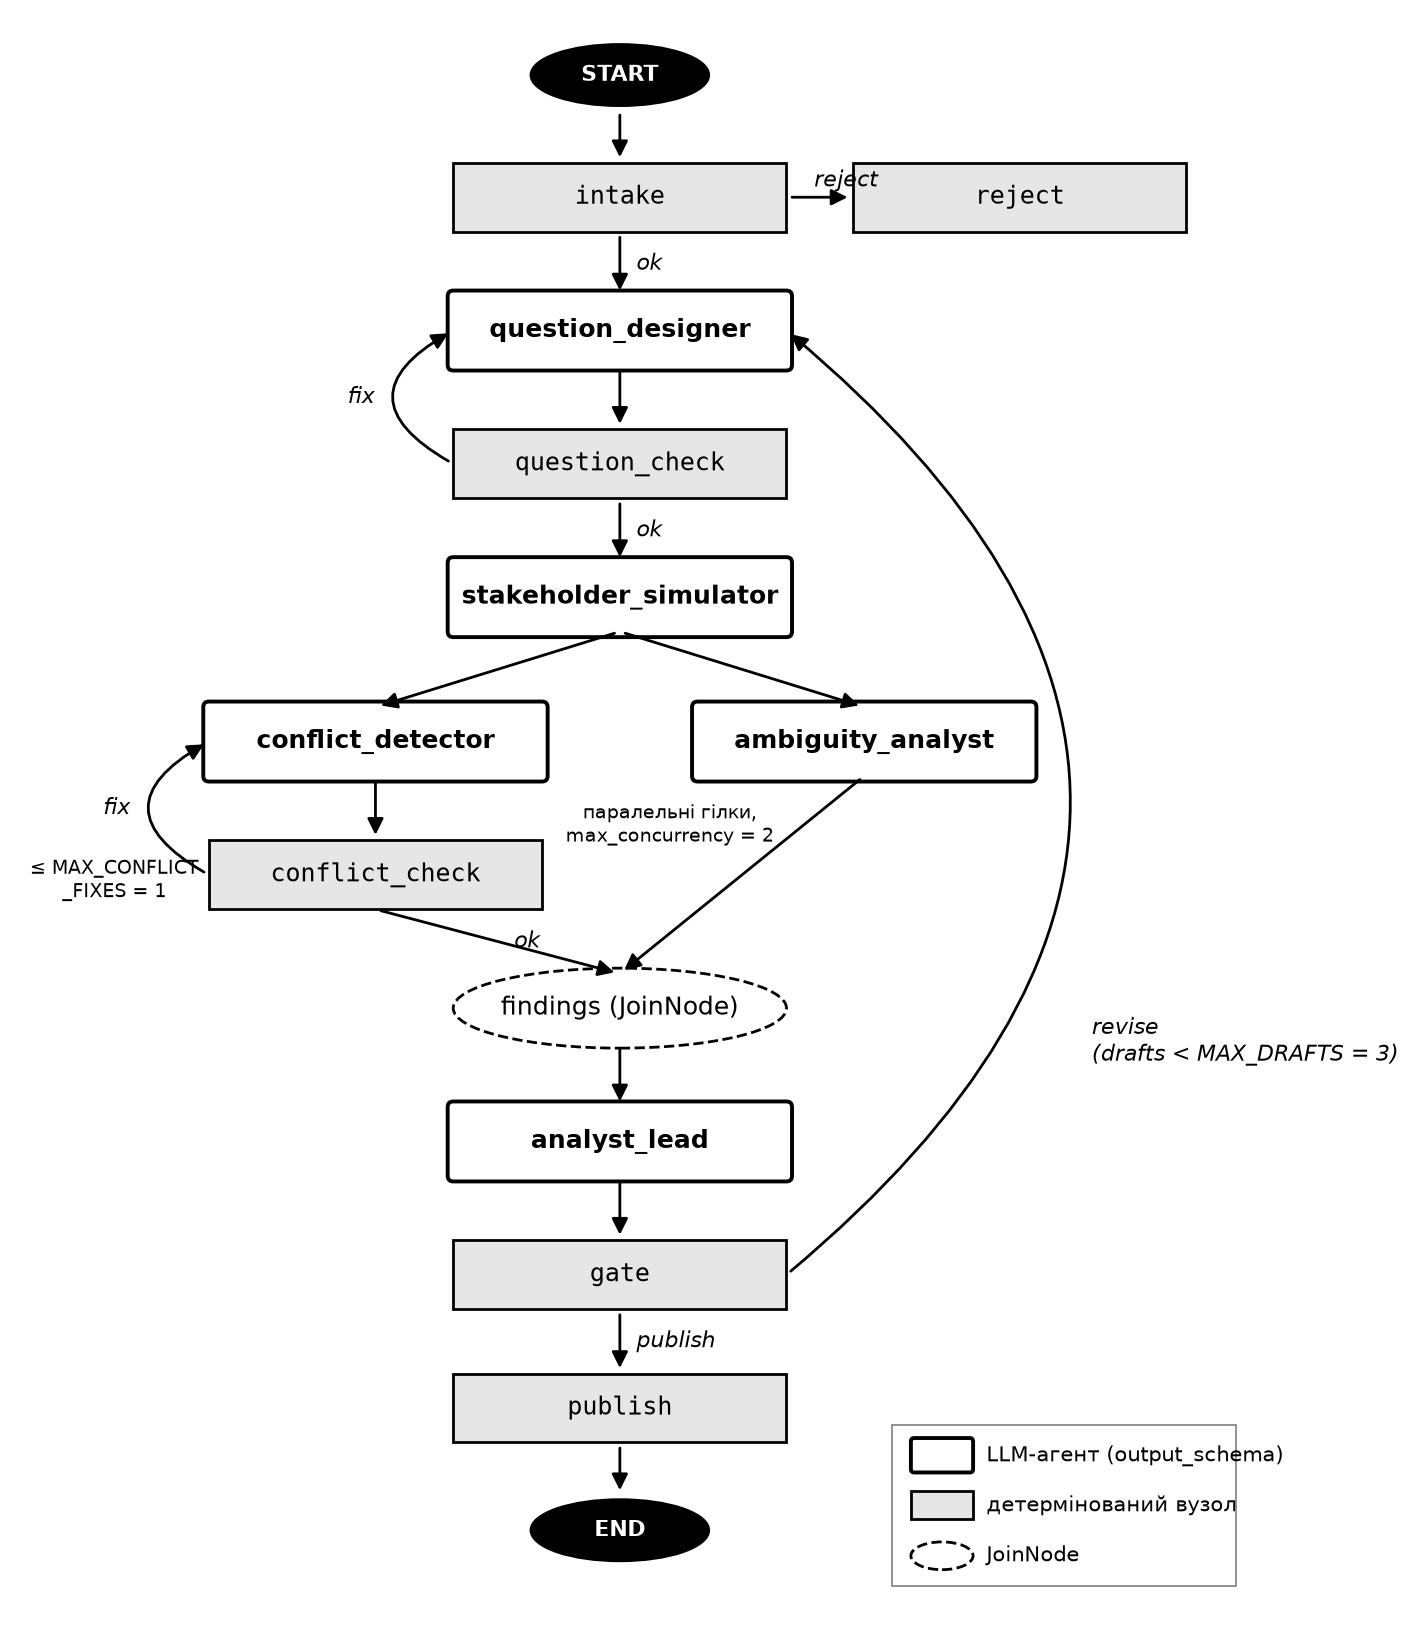 START
intake
reject
reject
ok
question_designer
fix
question_check
ok
stakeholder_simulator
conflict_detector
ambiguity_analyst
fix
паралельні гілки,
max_concurrency = 2
≤ MAX_CONFLICT
_FIXES = 1
conflict_check
ok
findings (JoinNode)
revise
(drafts < MAX_DRAFTS = 3)
analyst_lead
gate
publish
publish
END
LLM-агент (output_schema)
детермінований вузол
JoinNode